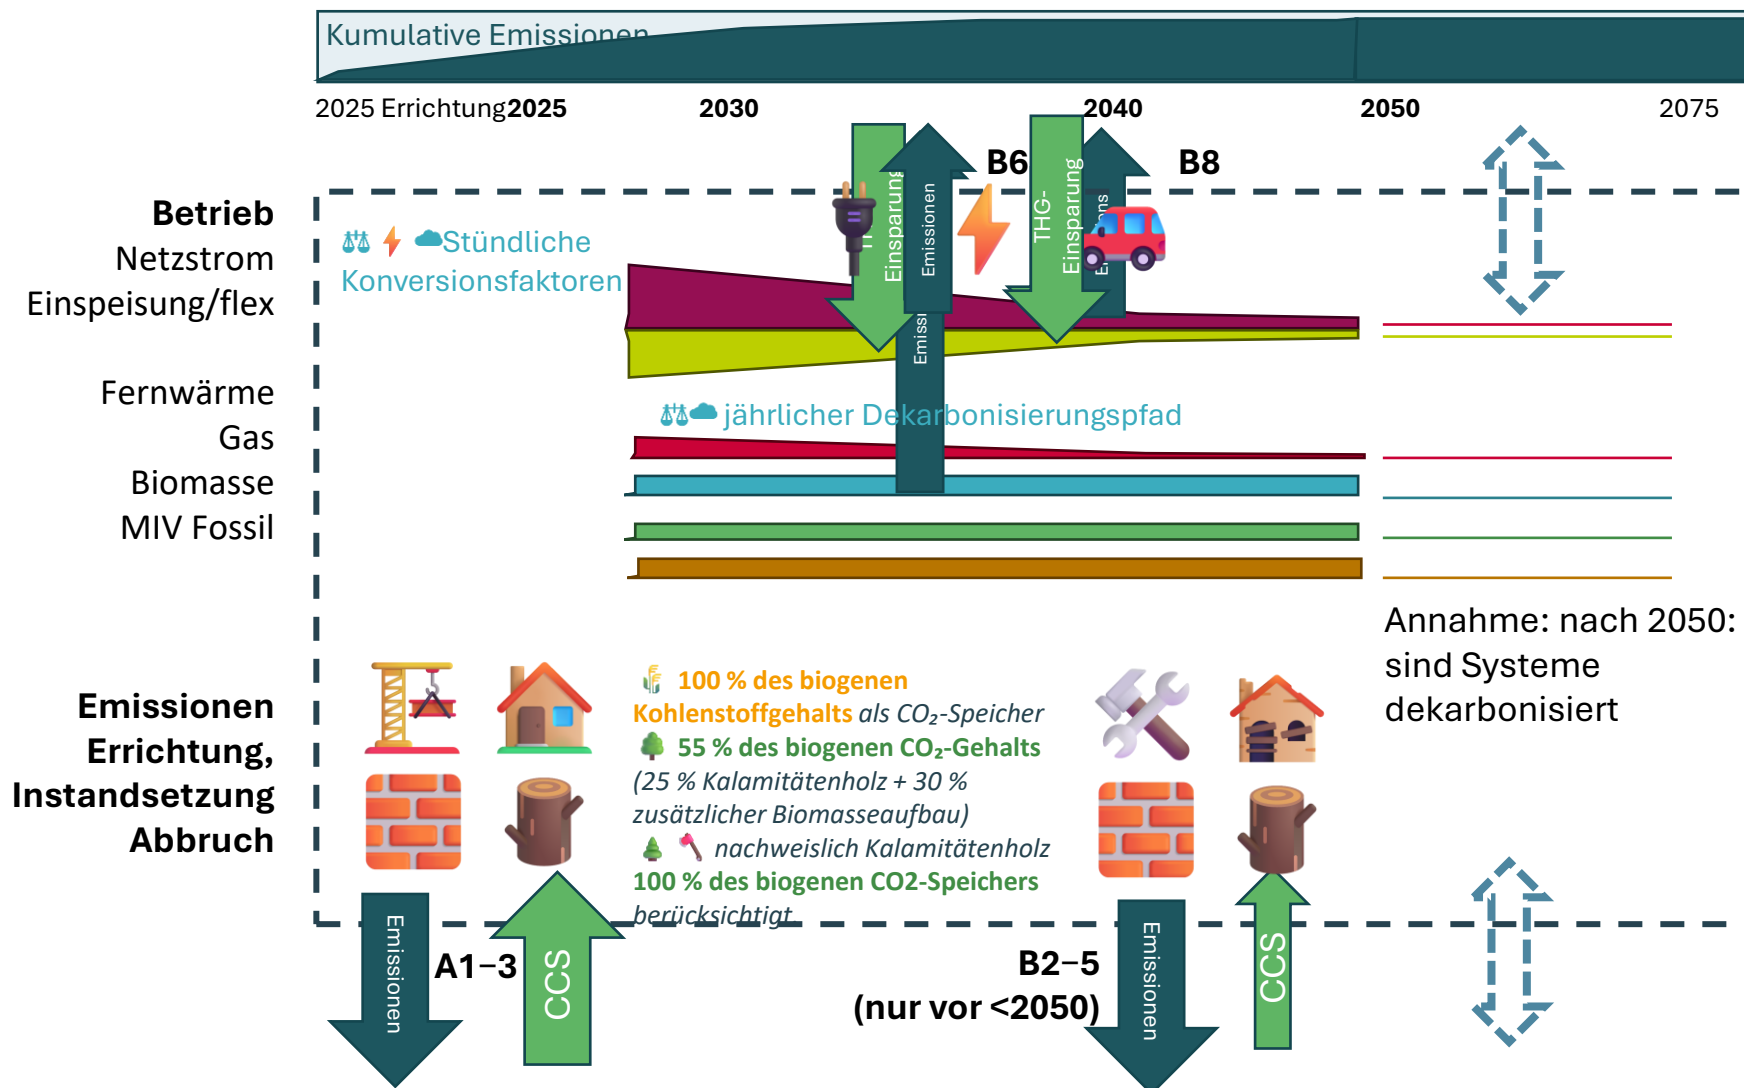 Kumulative Emissionen
2025 Errichtung 2025 2030 2040 2050 2075
B6 B8
Betrieb
Netzstrom
Einspeisung/flex
Stündliche
Konversionsfaktoren
Einsparung
Emissionen
THG-
Einsparung
Fernwärme
Gas
Biomasse
MIV Fossil
jährlicher Dekarbonisierungspfad
Annahme: nach 2050:
sind Systeme
dekarbonisiert
Emissionen
Errichtung,
Instandsetzung
Abbruch
100 % des biogenen
Kohlenstoffgehalts als CO₂-Speicher
55 % des biogenen CO₂-Gehalts
(25 % Kalamitätenholz + 30 %
zusätzlicher Biomasseaufbau)
nachweislich Kalamitätenholz
100 % des biogenen CO2-Speichers
berücksichtigt.
Emissionen
A1–3
CCS
B2–5
(nur vor <2050)
Emissionen
CCS